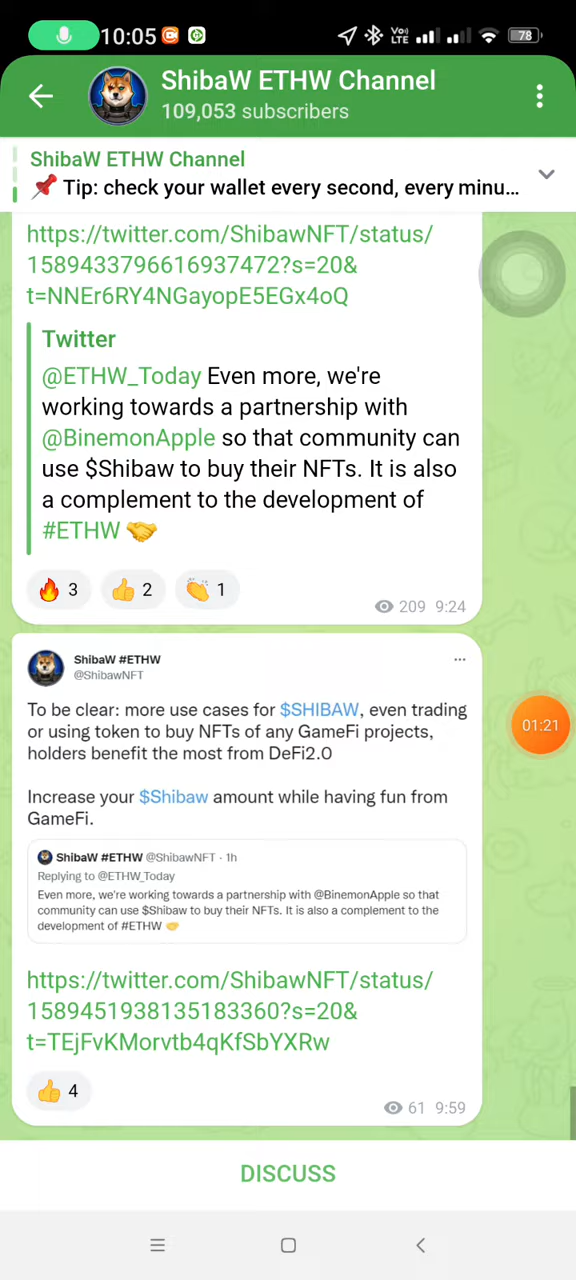 10:05
Vo)) LTE
78
ShibaW ETHW Channel
109,053 subscribers
ShibaW ETHW Channel
Tip: check your wallet every second, every minu...
https://twitter.com/ShibawNFT/status/
1589433796616937472?s=20&
t=NNEr6RY4NGayopE5EGx4oQ
Twitter
@ETHW_Today Even more, we're
working towards a partnership with
@BinemonApple so that community can
use $Shibaw to buy their NFTs. It is also
a complement to the development of
#ETHW 🤝
🔥 3 👍 2 👏 1
209 9:24
ShibaW #ETHW
@ShibawNFT
To be clear: more use cases for $SHIBAW, even trading
or using token to buy NFTs of any GameFi projects,
holders benefit the most from DeFi2.0
Increase your $Shibaw amount while having fun from
GameFi.
ShibaW #ETHW @ShibawNFT · 1h
Replying to @ETHW_Today
Even more, we're working towards a partnership with @BinemonApple so that
community can use $Shibaw to buy their NFTs. It is also a complement to the
development of #ETHW 🤝
01:21
https://twitter.com/ShibawNFT/status/
1589451938135183360?s=20&
t=TEjFvKMorvtb4qKfSbYXRw
👍 4
61 9:59
DISCUSS